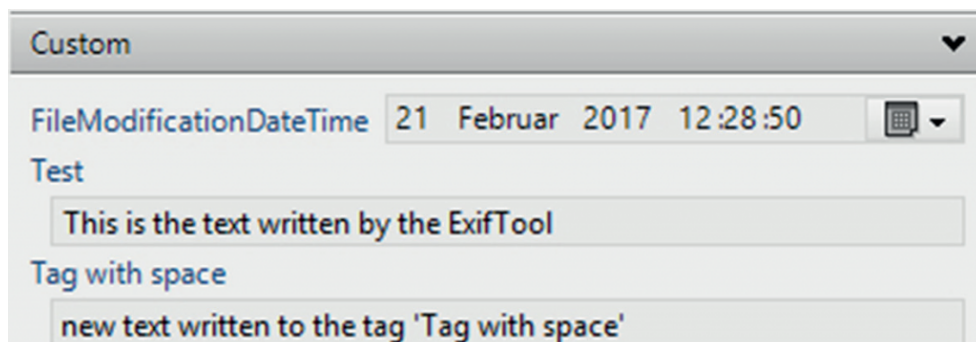 Custom
FileModificationDateTime 21 Februar 2017 12:28:50
Test
This is the text written by the ExifTool
Tag with space
new text written to the tag 'Tag with space'